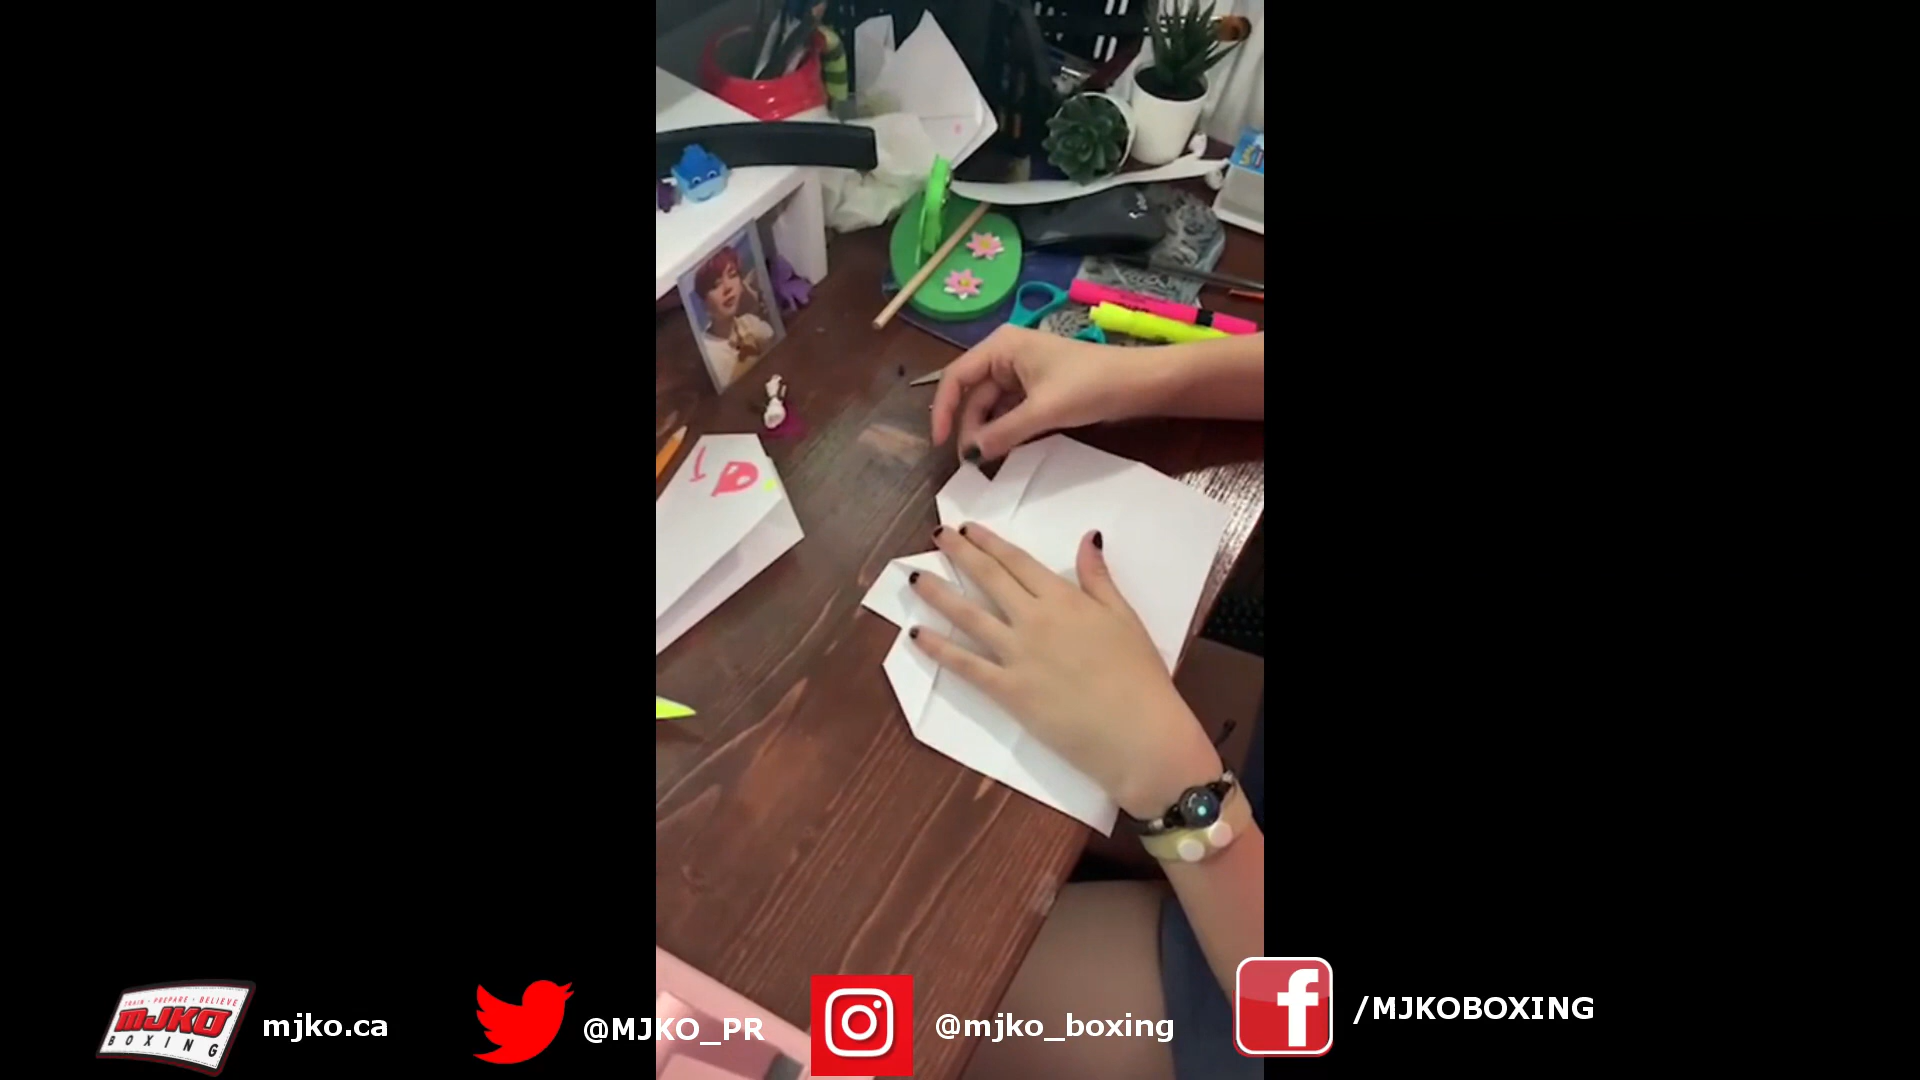 TRAIN - PREPARE - BELIEVE
MJKO
BOXING
mjko.ca
@MJKO_PR
@mjko_boxing
/MJKOBOXING